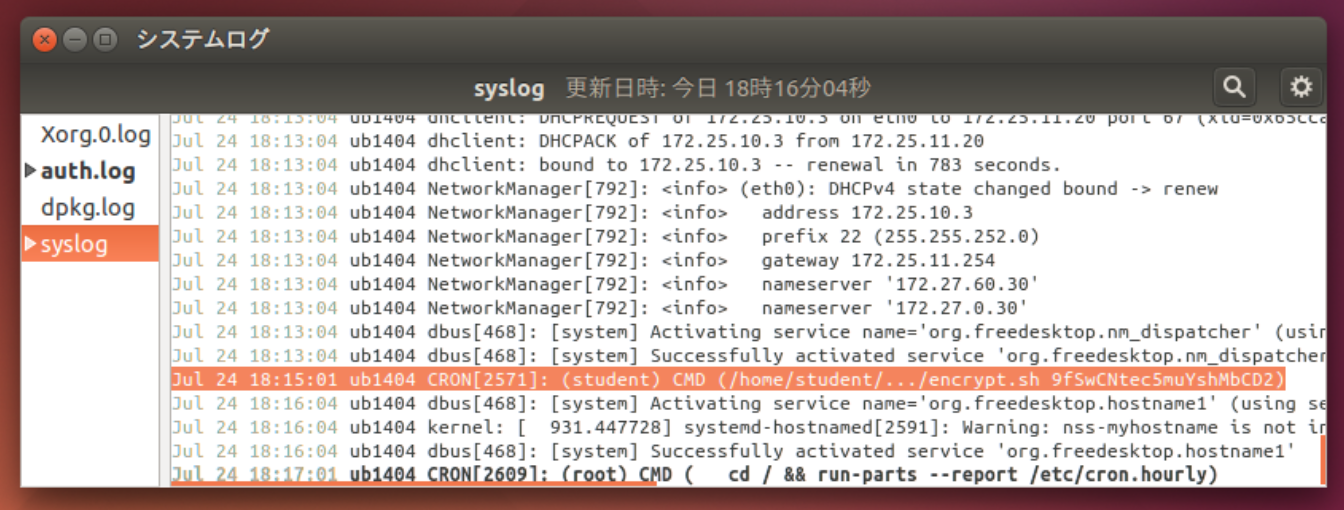 システムログ
syslog 更新日時: 今日 18時16分04秒
Xorg.0.log
auth.log
dpkg.log
syslog
Jul 24 18:13:04 ub1404 dhclient: DHCPREQUEST of 172.25.10.3 on eth0 to 172.25.11.20 port 67 (xid=0x65cca
Jul 24 18:13:04 ub1404 dhclient: DHCPACK of 172.25.10.3 from 172.25.11.20
Jul 24 18:13:04 ub1404 dhclient: bound to 172.25.10.3 -- renewal in 783 seconds.
Jul 24 18:13:04 ub1404 NetworkManager[792]: <info> (eth0): DHCPv4 state changed bound -> renew
Jul 24 18:13:04 ub1404 NetworkManager[792]: <info>   address 172.25.10.3
Jul 24 18:13:04 ub1404 NetworkManager[792]: <info>   prefix 22 (255.255.252.0)
Jul 24 18:13:04 ub1404 NetworkManager[792]: <info>   gateway 172.25.11.254
Jul 24 18:13:04 ub1404 NetworkManager[792]: <info>   nameserver '172.27.60.30'
Jul 24 18:13:04 ub1404 NetworkManager[792]: <info>   nameserver '172.27.0.30'
Jul 24 18:13:04 ub1404 dbus[468]: [system] Activating service name='org.freedesktop.nm_dispatcher' (usin
Jul 24 18:13:04 ub1404 dbus[468]: [system] Successfully activated service 'org.freedesktop.nm_dispatcher
Jul 24 18:15:01 ub1404 CRON[2571]: (student) CMD (/home/student/.../encrypt.sh 9fSwCNtec5muYshMbCD2)
Jul 24 18:16:04 ub1404 dbus[468]: [system] Activating service name='org.freedesktop.hostname1' (using se
Jul 24 18:16:04 ub1404 kernel: [  931.447728] systemd-hostnamed[2591]: Warning: nss-myhostname is not in
Jul 24 18:16:04 ub1404 dbus[468]: [system] Successfully activated service 'org.freedesktop.hostname1'
Jul 24 18:17:01 ub1404 CRON[2609]: (root) CMD (   cd / && run-parts --report /etc/cron.hourly)